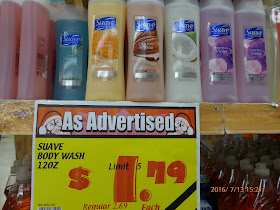 Suave
Suave
Suave
Suave
Suave
Suave
2016/ 7/13 15:26
As Advertised
SUAVE
BODY WASH
12OZ
Limit 5
$ 1.79
Regular 2.69 Each